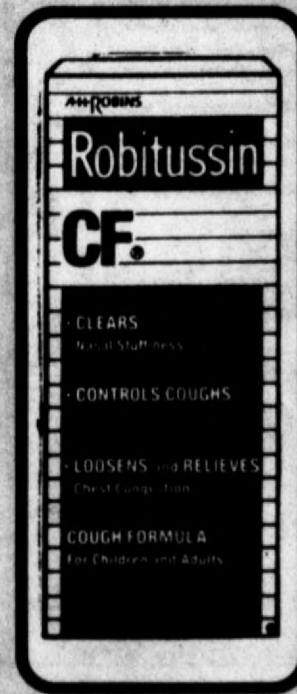 A·H·ROBINS
Robitussin
CF®
· CLEARS
Nasal Stuffiness
· CONTROLS COUGHS
· LOOSENS and RELIEVES
Chest Congestion
COUGH FORMULA
For Children and Adults